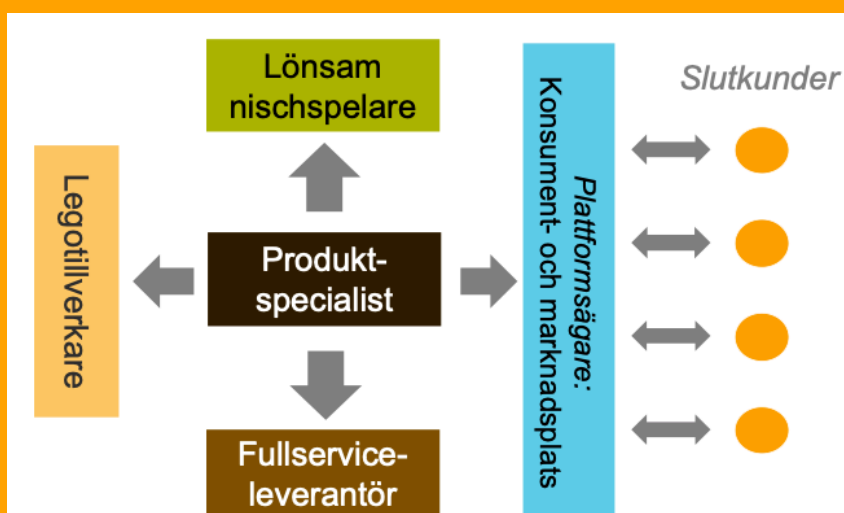 Lönsam
nischspelare
Slutkunder
Legotillverkare
Produkt-
specialist
Plattformsägare:
Konsument- och marknadsplats
Fullservice-
leverantör